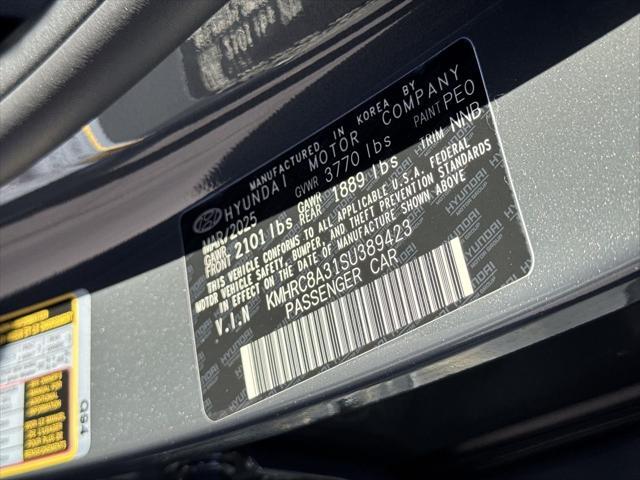 MANUFACTURED IN KOREA BY
HYUNDAI MOTOR COMPANY
MAR/2025 GVWR 3770 lbs PAINT PEO
GAWR FRONT 2101 lbs GAWR REAR 1889 lbs TRIM NNB
THIS VEHICLE CONFORMS TO ALL APPLICABLE U.S.A. FEDERAL
MOTOR VEHICLE SAFETY, BUMPER, AND THEFT PREVENTION STANDARDS
IN EFFECT ON THE DATE OF MANUFACTURE SHOWN ABOVE
V.I.N KMHRC8A31SU389423
PASSENGER CAR